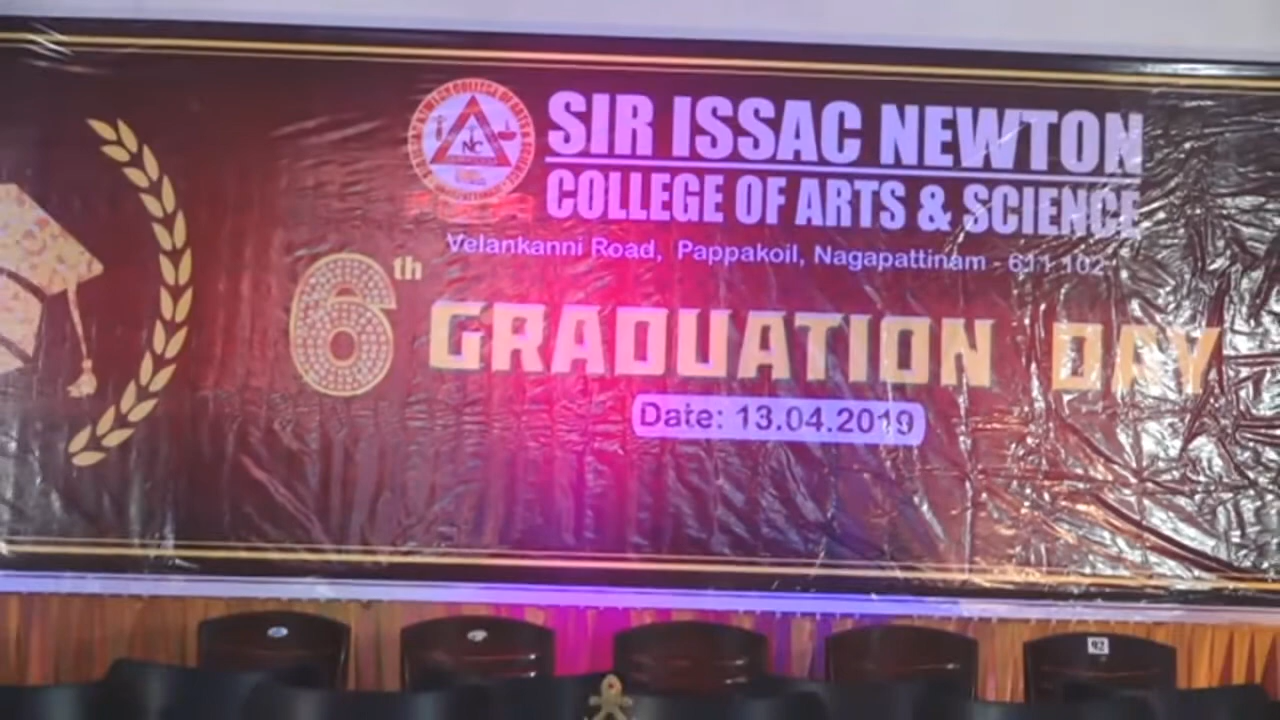 SIR ISSAC NEWTON
COLLEGE OF ARTS & SCIENCE
Velankanni Road, Pappakoil, Nagapattinam - 611 102
6th GRADUATION DAY
Date: 13.04.2019
92